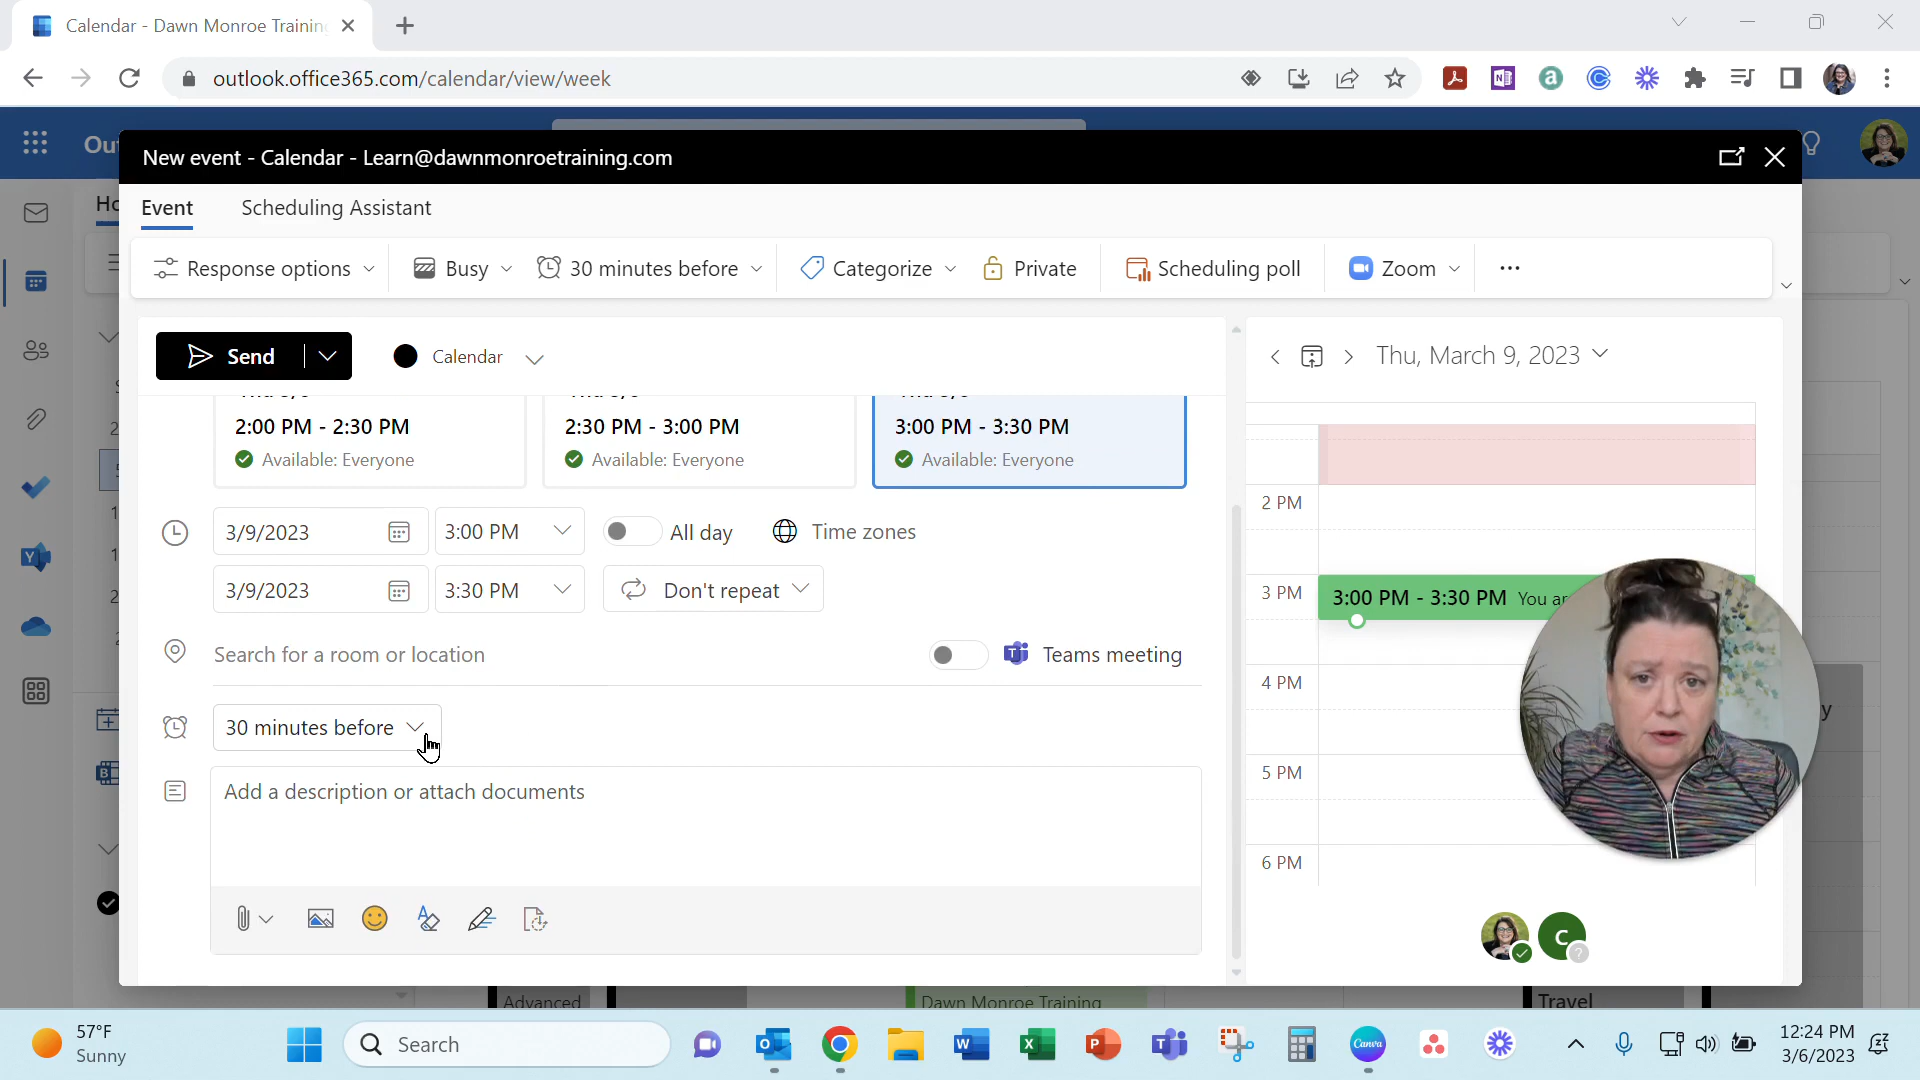 Calendar - Dawn Monroe Trainin
outlook.office365.com/calendar/view/week
Ou
New event - Calendar - Learn@dawnmonroetraining.com
Event
Scheduling Assistant
Response options
Busy
30 minutes before
Categorize
Private
Scheduling poll
Zoom
Send
Calendar
Thu, March 9, 2023
2:00 PM - 2:30 PM
2:30 PM - 3:00 PM
3:00 PM - 3:30 PM
Available: Everyone
Available: Everyone
Available: Everyone
3/9/2023
3:00 PM
All day
Time zones
3/9/2023
3:30 PM
Don't repeat
Search for a room or location
Teams meeting
30 minutes before
Add a description or attach documents
2 PM
3 PM
3:00 PM - 3:30 PM You ar
4 PM
5 PM
6 PM
C
Advanced
Dawn Monroe Training
Travel
57°F
Sunny
Search
Canva
12:24 PM
3/6/2023